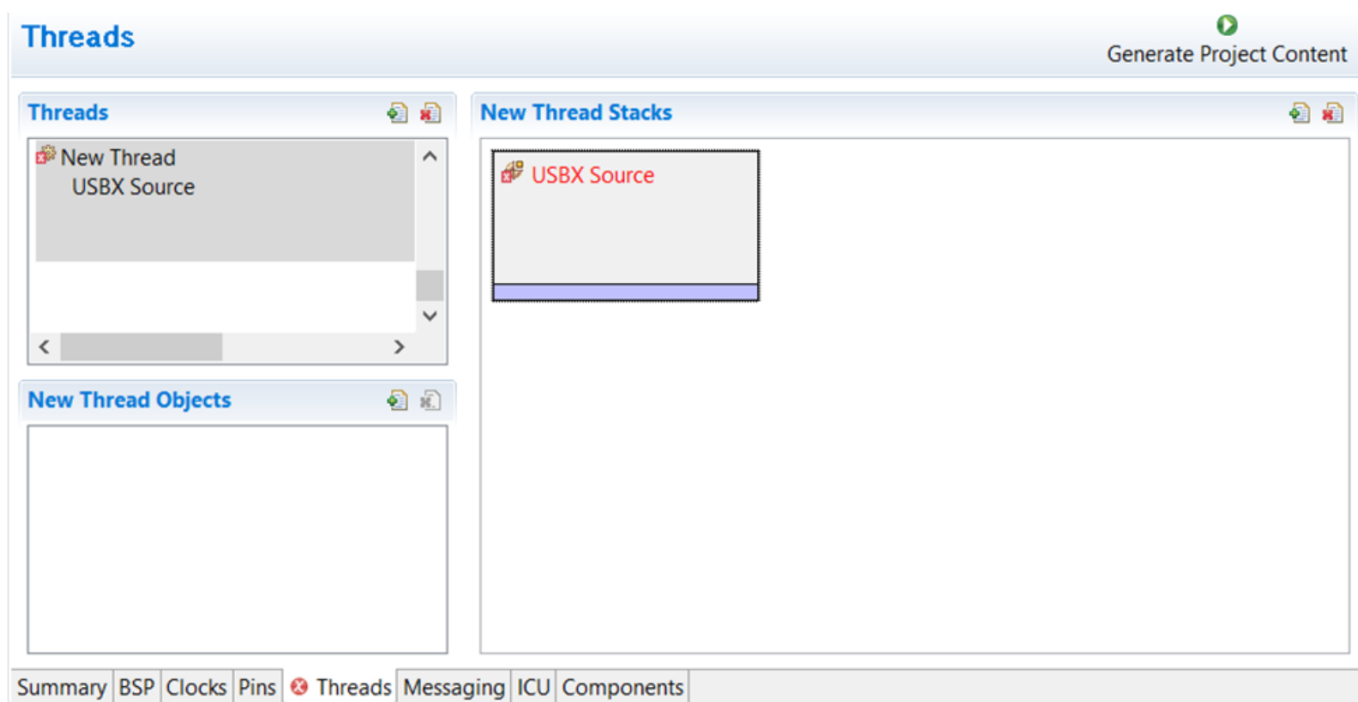 Threads
Generate Project Content
Threads
New Thread Stacks
New Thread
USBX Source
USBX Source
New Thread Objects
Summary BSP Clocks Pins Threads Messaging ICU Components